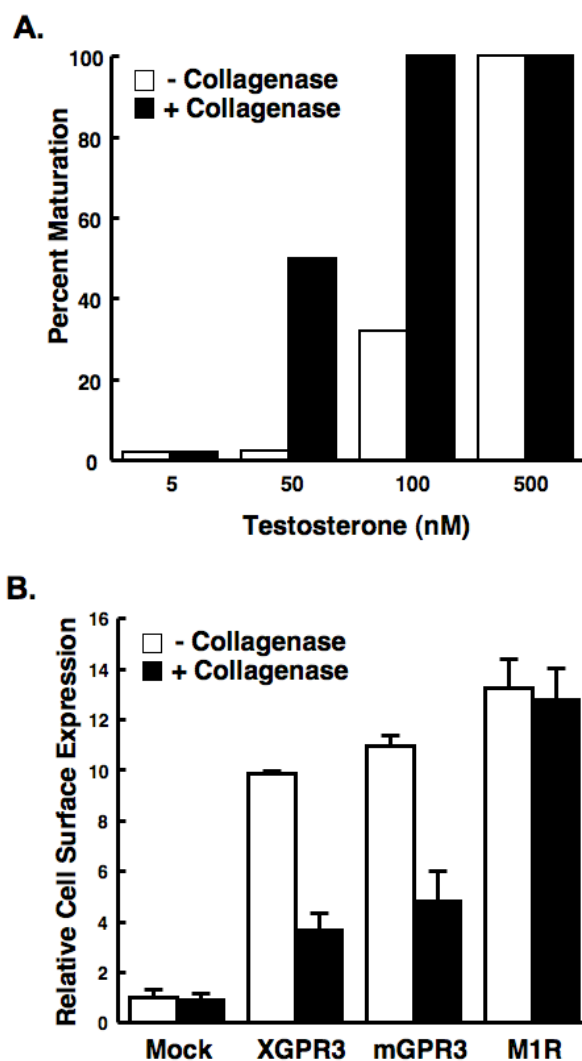 A.
Percent Maturation
100
80
60
40
20
0
- Collagenase
+ Collagenase
5 50 100 500
Testosterone (nM)
B.
Relative Cell Surface Expression
16
14
12
10
8
6
4
2
0
- Collagenase
+ Collagenase
Mock XGPR3 mGPR3 M1R